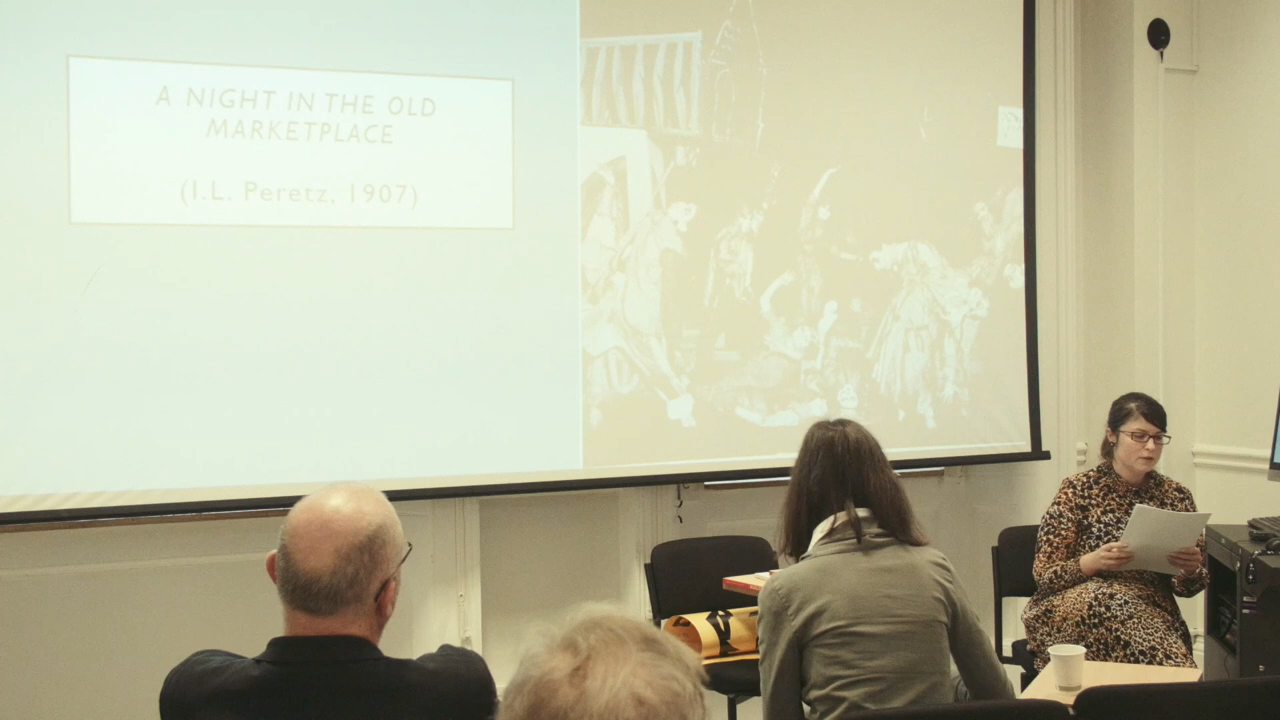 A NIGHT IN THE OLD
MARKETPLACE
(I.L. Peretz, 1907)